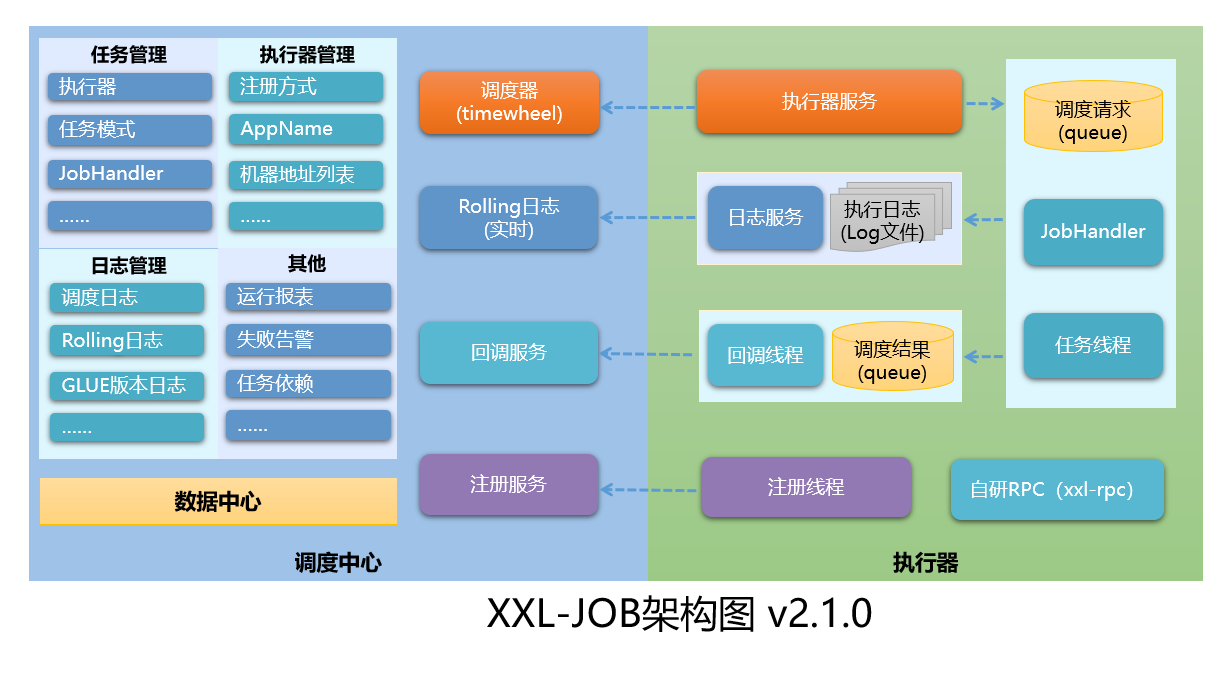 任务管理
执行器
任务模式
JobHandler
......
执行器管理
注册方式
AppName
机器地址列表
......
日志管理
调度日志
Rolling日志
GLUE版本日志
......
其他
运行报表
失败告警
任务依赖
......
数据中心
调度器
(timewheel)
Rolling日志
(实时)
回调服务
注册服务
调度中心
执行器服务
日志服务
执行日志
(Log文件)
回调线程
调度结果
(queue)
注册线程
调度请求
(queue)
JobHandler
任务线程
自研RPC（xxl-rpc）
执行器
XXL-JOB架构图 v2.1.0